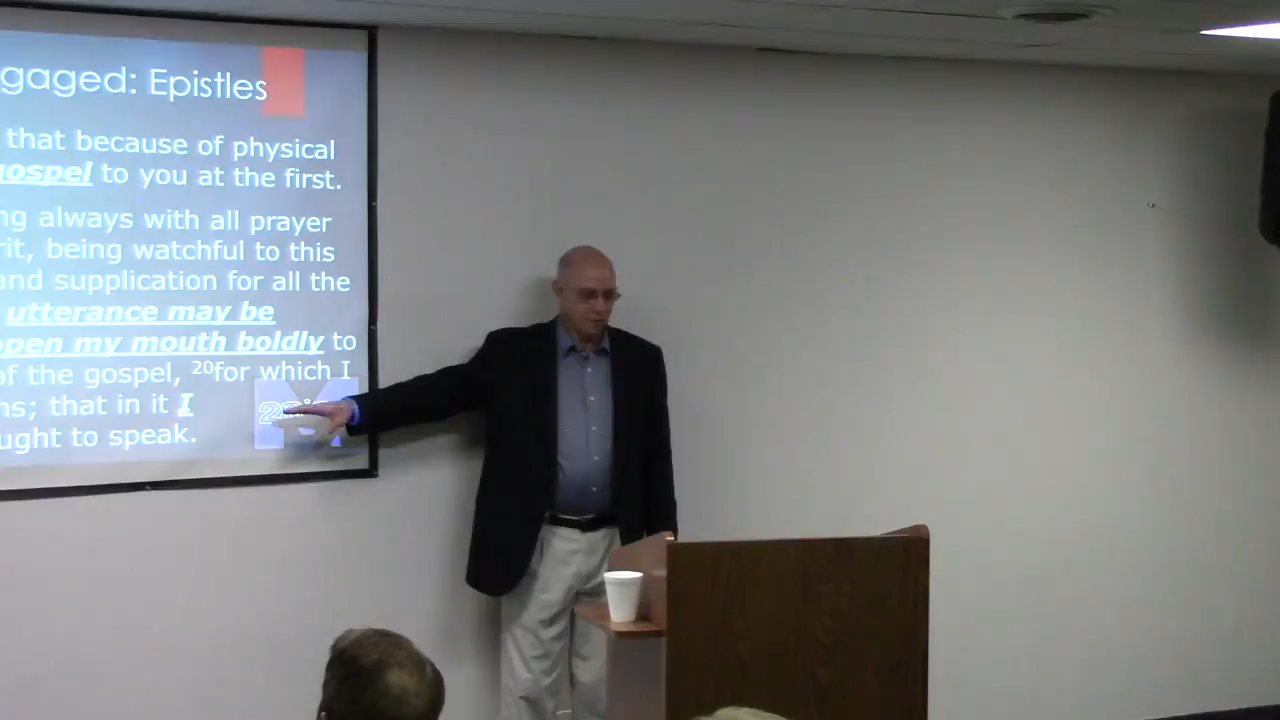 gaged: Epistles
that because of physical
gospel to you at the first.
ng always with all prayer
rit, being watchful to this
and supplication for all the
utterance may be
open my mouth boldly to
of the gospel, ²⁰for which I
ns; that in it I
ught to speak.